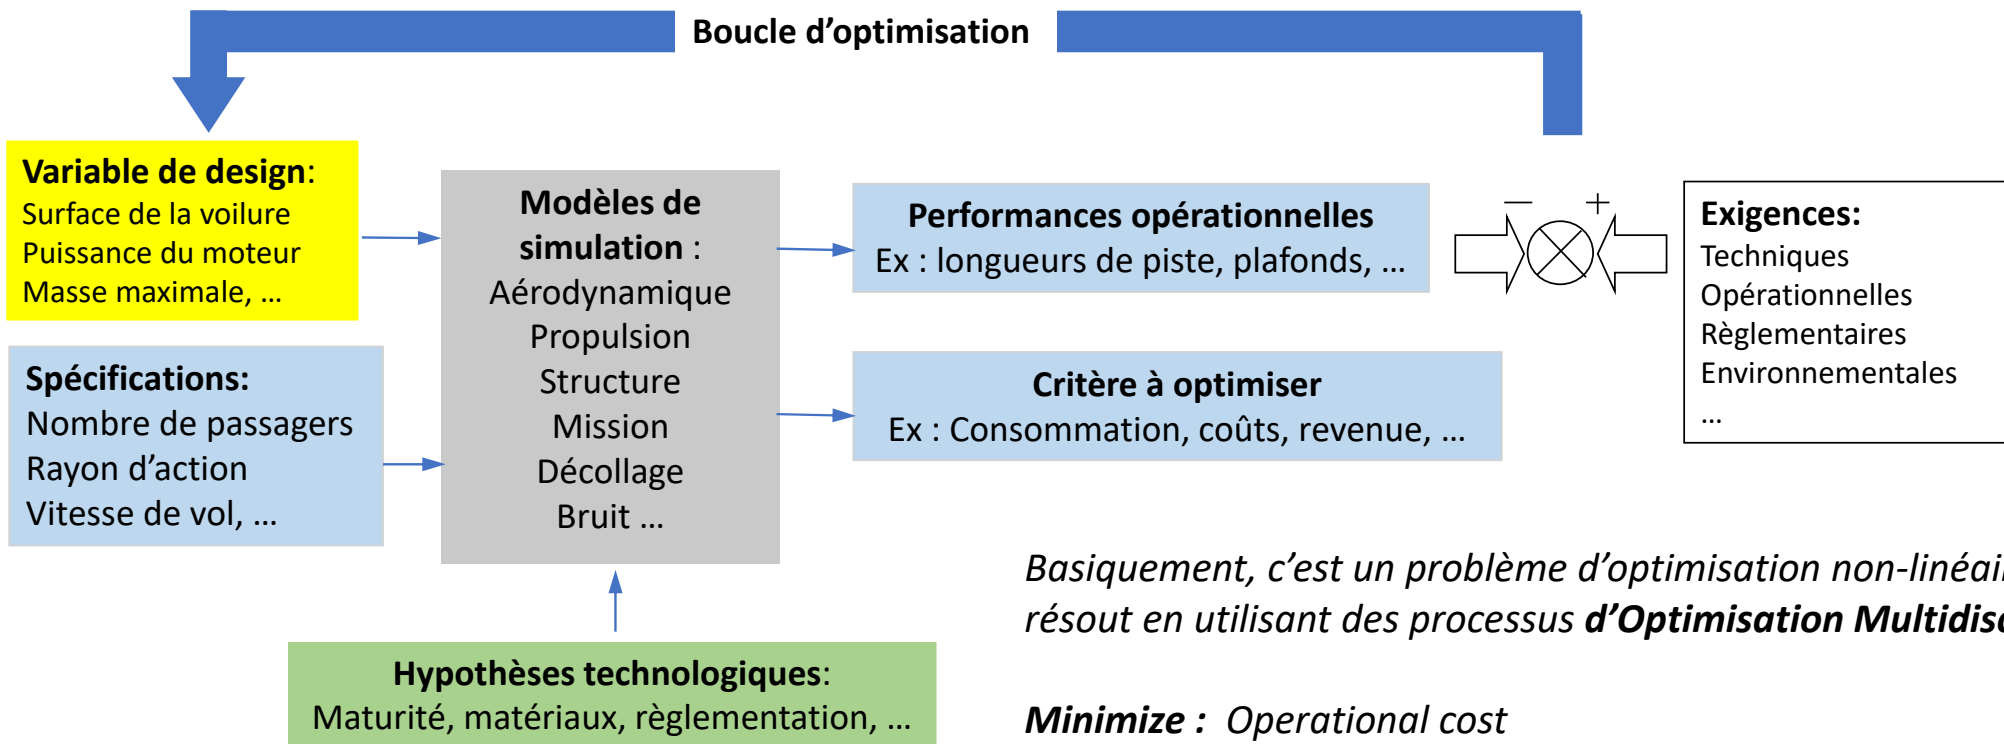 Boucle d’optimisation
Variable de design:
Surface de la voilure
Puissance du moteur
Masse maximale, …
Spécifications:
Nombre de passagers
Rayon d’action
Vitesse de vol, …
Modèles de
simulation :
Aérodynamique
Propulsion
Structure
Mission
Décollage
Bruit …
Hypothèses technologiques:
Maturité, matériaux, règlementation, …
Performances opérationnelles
Ex : longueurs de piste, plafonds, …
Critère à optimiser
Ex : Consommation, coûts, revenue, …
− +
Exigences:
Techniques
Opérationnelles
Règlementaires
Environnementales
…
Basiquement, c’est un problème d’optimisation
résout en utilisant des processus d’Optimisation
Minimize : Operational cost